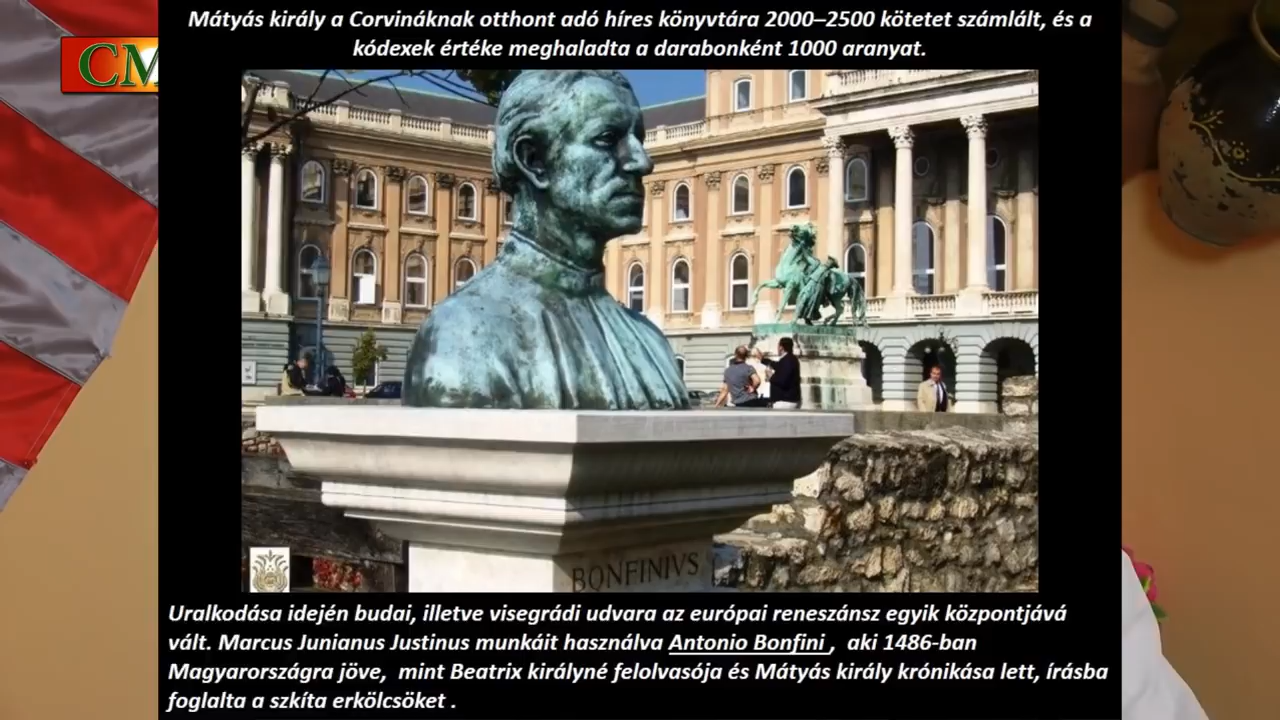 Mátyás király a Corvináknak otthont adó híres könyvtára 2000–2500 kötetet számlált, és a
kódexek értéke meghaladta a darabonként 1000 aranyat.
CM
BONFINIVS
Uralkodása idején budai, illetve visegrádi udvara az európai reneszánsz egyik központjává
vált. Marcus Junianus Justinus munkáit használva Antonio Bonfini , aki 1486-ban
Magyarországra jöve, mint Beatrix királyné felolvasója és Mátyás király krónikása lett, írásba
foglalta a szkíta erkölcsöket .